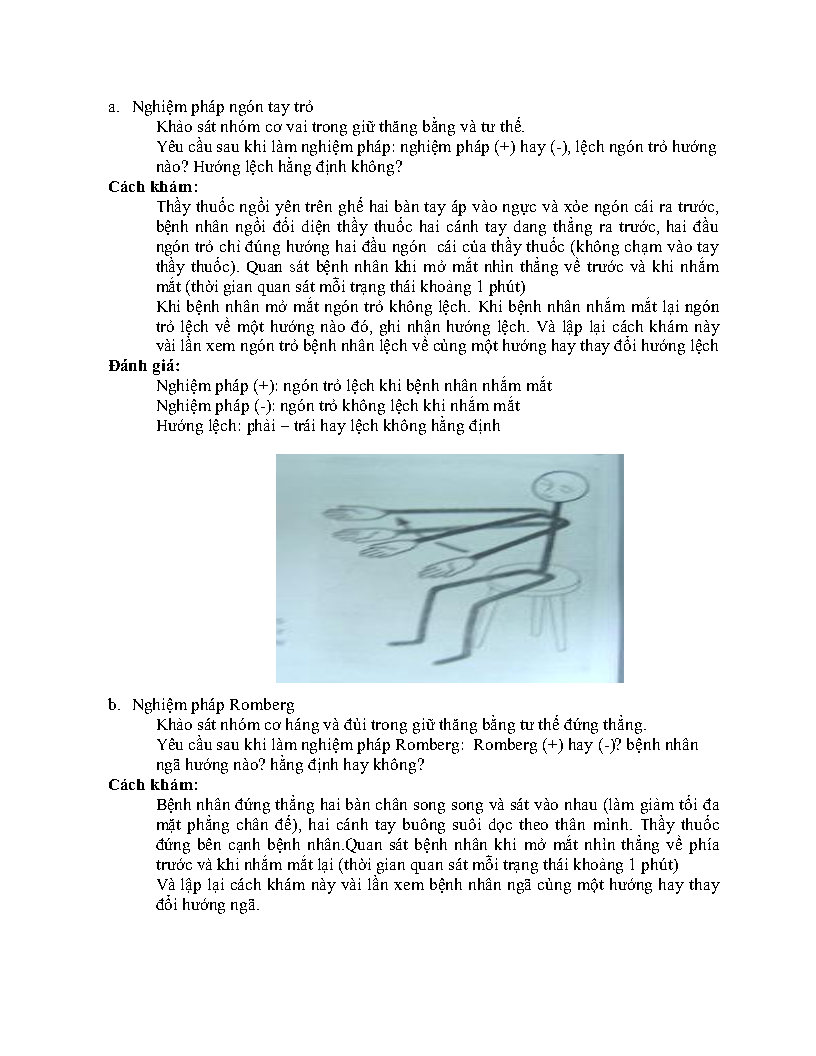 a. Nghiệm pháp ngón tay trỏ
Khảo sát nhóm cơ vai trong giữ thăng bằng và tư thế.
Yêu cầu sau khi làm nghiệm pháp: nghiệm pháp (+) hay (-), lệch ngón trỏ hướng
nào? Hướng lệch hằng định không?
Cách khám:
Thầy thuốc ngồi yên trên ghế hai bàn tay áp vào ngực và xỏe ngón cái ra trước,
bệnh nhân ngồi đối diện thầy thuốc hai cánh tay dang thẳng ra trước, hai đầu
ngón trỏ chỉ đúng hướng hai đầu ngón  cái của thầy thuốc (không chạm vào tay
thầy thuốc). Quan sát bệnh nhân khi mở mắt nhìn thẳng về trước và khi nhắm
mắt (thời gian quan sát mỗi trạng thái khoảng 1 phút)
Khi bệnh nhân mở mắt ngón trỏ không lệch. Khi bệnh nhân nhắm mắt lại ngón
trỏ lệch về một hướng nào đó, ghi nhận hướng lệch. Và lập lại cách khám này
vài lần xem ngón trỏ bệnh nhân lệch về cùng một hướng hay thay đổi hướng lệch
Đánh giá:
Nghiệm pháp (+): ngón trỏ lệch khi bệnh nhân nhắm mắt
Nghiệm pháp (-): ngón trỏ không lệch khi nhắm mắt
Hướng lệch: phải – trái hay lệch không hằng định
b. Nghiệm pháp Romberg
Khảo sát nhóm cơ háng và đùi trong giữ thăng bằng tư thế đứng thẳng.
Yêu cầu sau khi làm nghiệm pháp Romberg:  Romberg (+) hay (-)? bệnh nhân
ngã hướng nào? hằng định hay không?
Cách khám:
Bệnh nhân đứng thẳng hai bàn chân song song và sát vào nhau (làm giảm tối đa
mặt phẳng chân đế), hai cánh tay buông suôi dọc theo thân mình. Thầy thuốc
đứng bên cạnh bệnh nhân.Quan sát bệnh nhân khi mở mắt nhìn thẳng về phía
trước và khi nhắm mắt lại (thời gian quan sát mỗi trạng thái khoảng 1 phút)
Và lập lại cách khám này vài lần xem bệnh nhân ngã cùng một hướng hay thay
đổi hướng ngã.